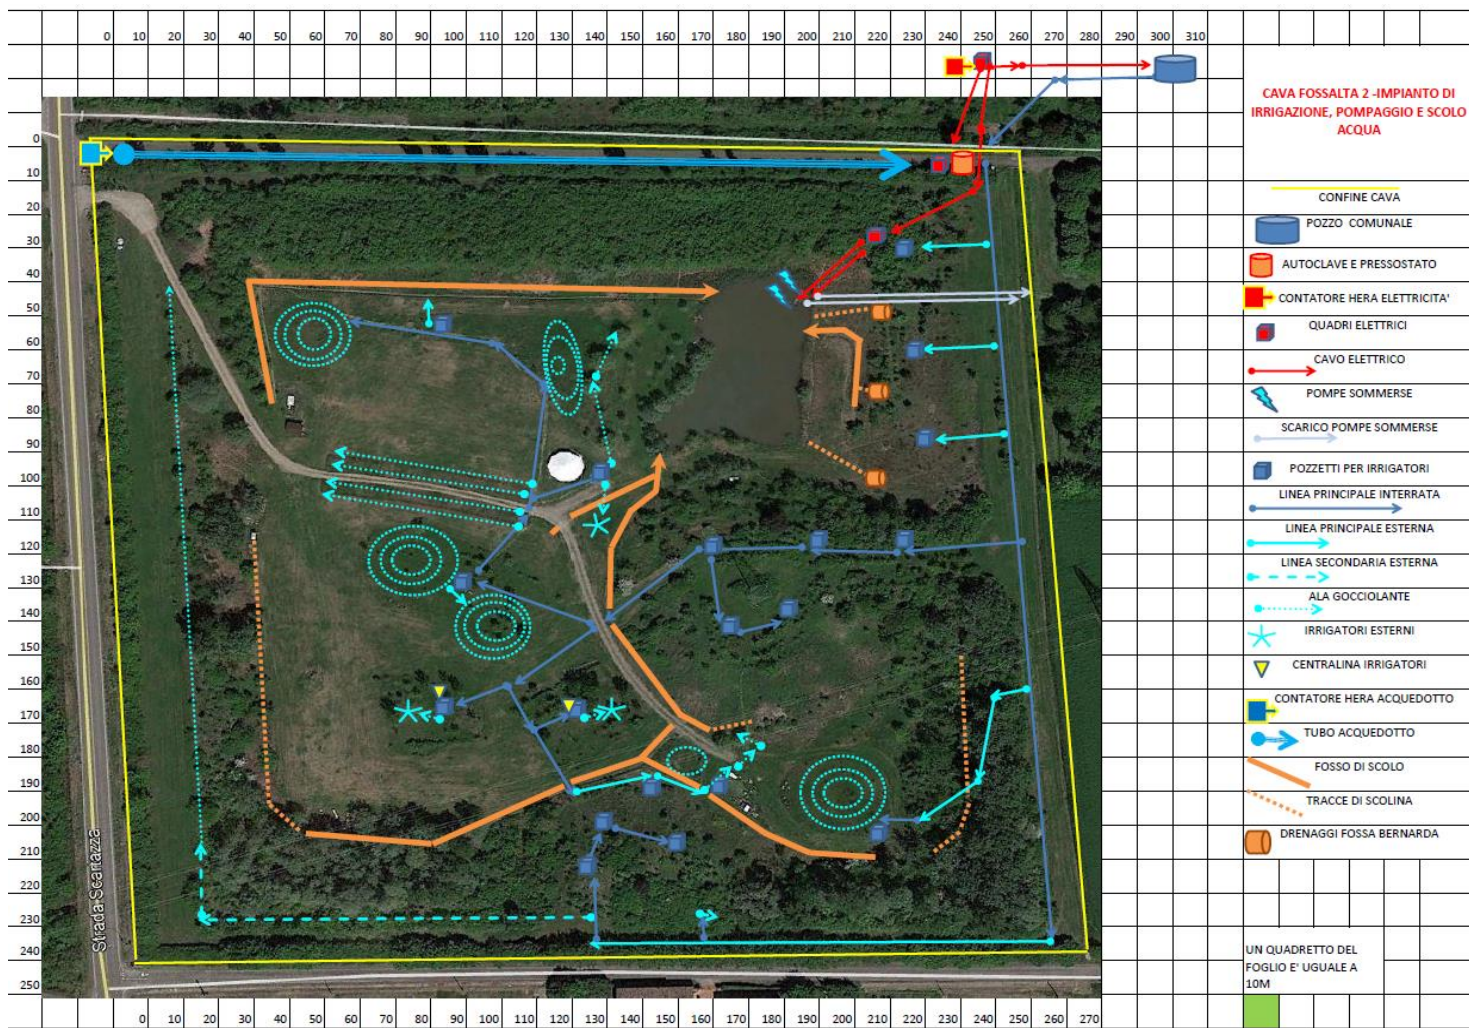 0 10 20 30 40 50 60 70 80 90 100 110 120 130 140 150 160 170 180 190 200 210 220 230 240 250 260 270 280 290 300 310
CAVA FOSSALTA 2 -IMPIANTO DI
IRRIGAZIONE, POMPAGGIO E SCOLO
ACQUA
0
10
20
30
40
50
60
70
80
90
100
110
120
130
140
150
160
170
180
190
200
210
220
230
240
250
Strada Scartazza
CONFINE CAVA
POZZO COMUNALE
AUTOCLAVE E PRESSOSTATO
CONTATORE HERA ELETTRICITA'
QUADRI ELETTRICI
CAVO ELETTRICO
POMPE SOMMERSE
SCARICO POMPE SOMMERSE
POZZETTI PER IRRIGATORI
LINEA PRINCIPALE INTERRATA
LINEA PRINCIPALE ESTERNA
LINEA SECONDARIA ESTERNA
ALA GOCCIOLANTE
IRRIGATORI ESTERNI
CENTRALINA IRRIGATORI
CONTATORE HERA ACQUEDOTTO
TUBO ACQUEDOTTO
FOSSO DI SCOLO
TRACCE DI SCOLINA
DRENAGGI FOSSA BERNARDA
UN QUADRETTO DEL
FOGLIO E' UGUALE A
10M
0 10 20 30 40 50 60 70 80 90 100 110 120 130 140 150 160 170 180 190 200 210 220 230 240 250 260 270